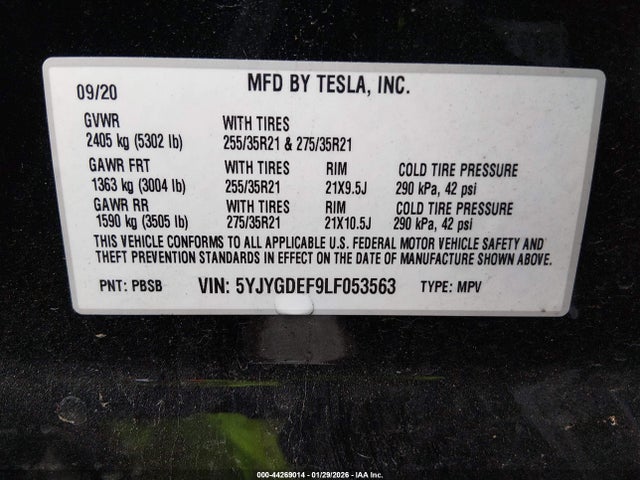 09/20 MFD BY TESLA, INC.
GVWR WITH TIRES
2405 kg (5302 lb) 255/35R21 & 275/35R21
GAWR FRT WITH TIRES RIM COLD TIRE PRESSURE
1363 kg (3004 lb) 255/35R21 21X9.5J 290 kPa, 42 psi
GAWR RR WITH TIRES RIM COLD TIRE PRESSURE
1590 kg (3505 lb) 275/35R21 21X10.5J 290 kPa, 42 psi
THIS VEHICLE CONFORMS TO ALL APPLICABLE U.S. FEDERAL MOTOR VEHICLE SAFETY AND
THEFT PREVENTION STANDARDS IN EFFECT ON THE DATE OF MANUFACTURE SHOWN ABOVE.
PNT: PBSB VIN: 5YJYGDEF9LF053563 TYPE: MPV
000-44269014 - 01/29/2026 - IAA Inc.